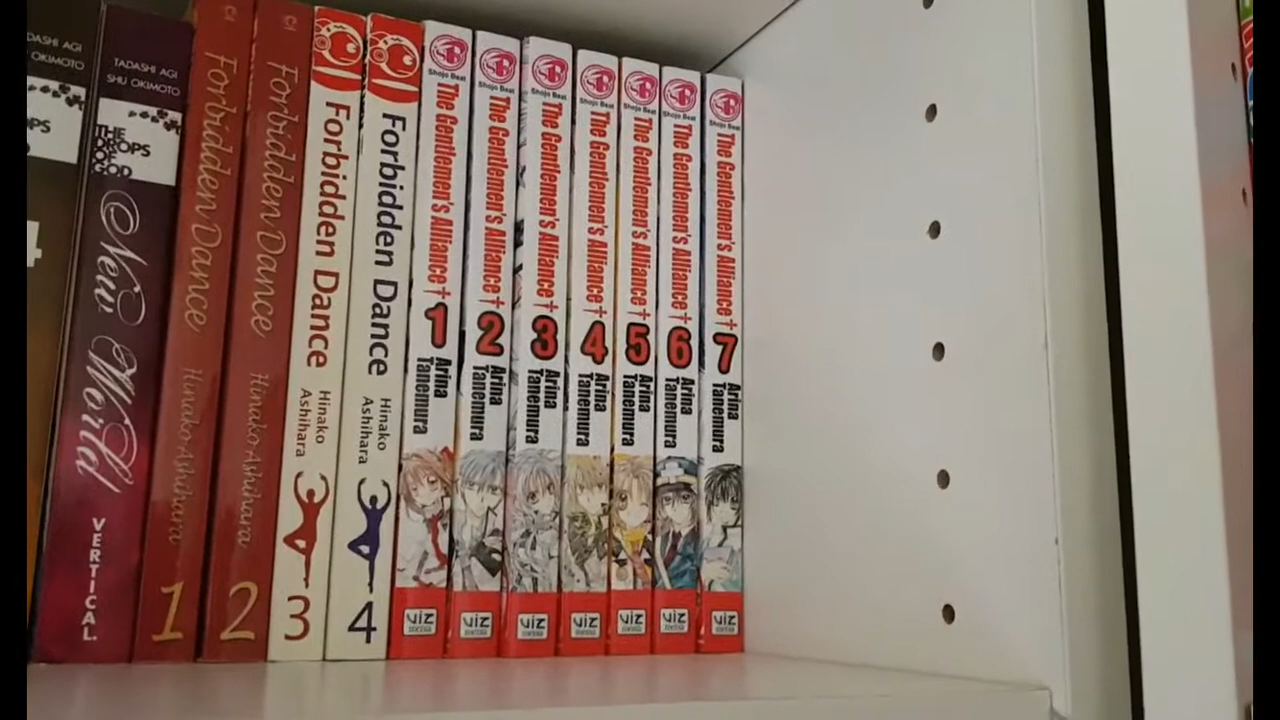 DASHI AGI
OKIMOTO
OPS
4
TADASHI AGI
SHU OKIMOTO
THE
DROPS
OF
GOD
New World
VERTICAL.
Forbidden Dance
Hinako Ashihara
1
Forbidden Dance
Hinako Ashihara
2
Forbidden Dance
Hinako
Ashihara
3
Forbidden Dance
Hinako
Ashihara
4
Shojo Beat
The Gentlemen's Alliance †
1
Arina
Tanemura
VIZ
MEDIA
Shojo Beat
The Gentlemen's Alliance †
2
Arina
Tanemura
VIZ
MEDIA
Shojo Beat
The Gentlemen's Alliance †
3
Arina
Tanemura
VIZ
MEDIA
Shojo Beat
The Gentlemen's Alliance †
4
Arina
Tanemura
VIZ
MEDIA
Shojo Beat
The Gentlemen's Alliance †
5
Arina
Tanemura
VIZ
MEDIA
Shojo Beat
The Gentlemen's Alliance †
6
Arina
Tanemura
VIZ
MEDIA
Shojo Beat
The Gentlemen's Alliance †
7
Arina
Tanemura
VIZ
MEDIA